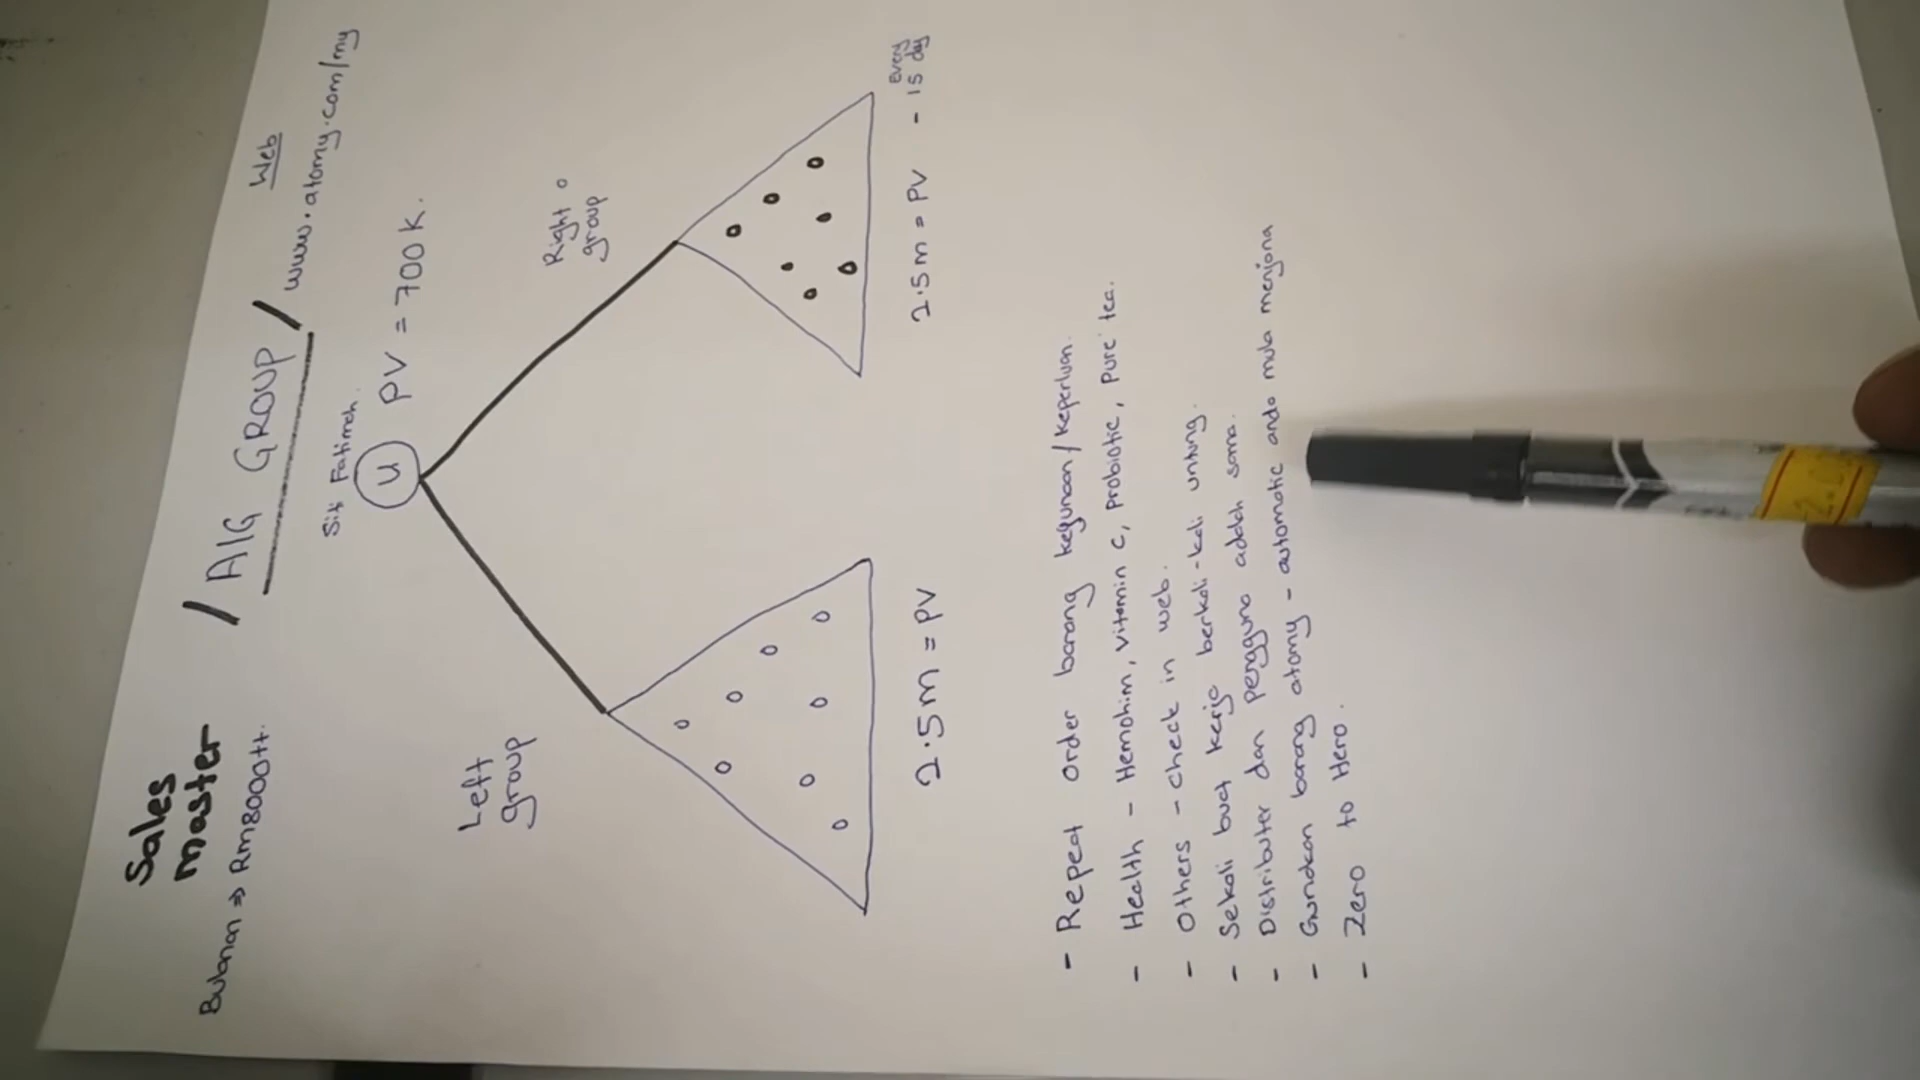 Sales
master
Bulanan ⇒ Rm8000++.
/ AIG GROUP /
Web
www.atomy.com/my
Siti Fatimah.
U PV = 700K.
Left
group
Right
group
2.5m = PV
2.5m = PV - 15 day
Every
- Repeat order barang kegunaan/keperluan.
- Health - Hemohim, vitamin c, probiotic, pure tea.
- Others - check in web.
- Sekali buat kerja berkali-kali untung.
- Distributer dan pengguna adalah sama.
- Gunakan barang atomy - automatic anda mula menjana
- Zero to Hero.